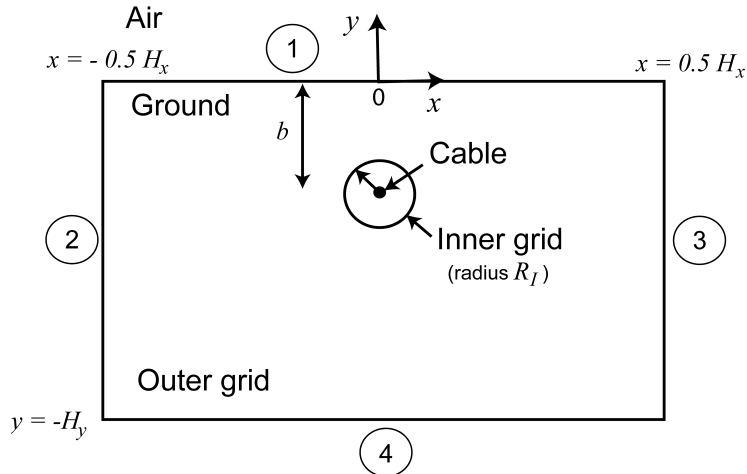 Air
1
y
x = - 0.5 Hx
x = 0.5 Hx
0
x
Ground
b
Cable
2
3
Inner grid
(radius RI)
Outer grid
y = -Hy
4